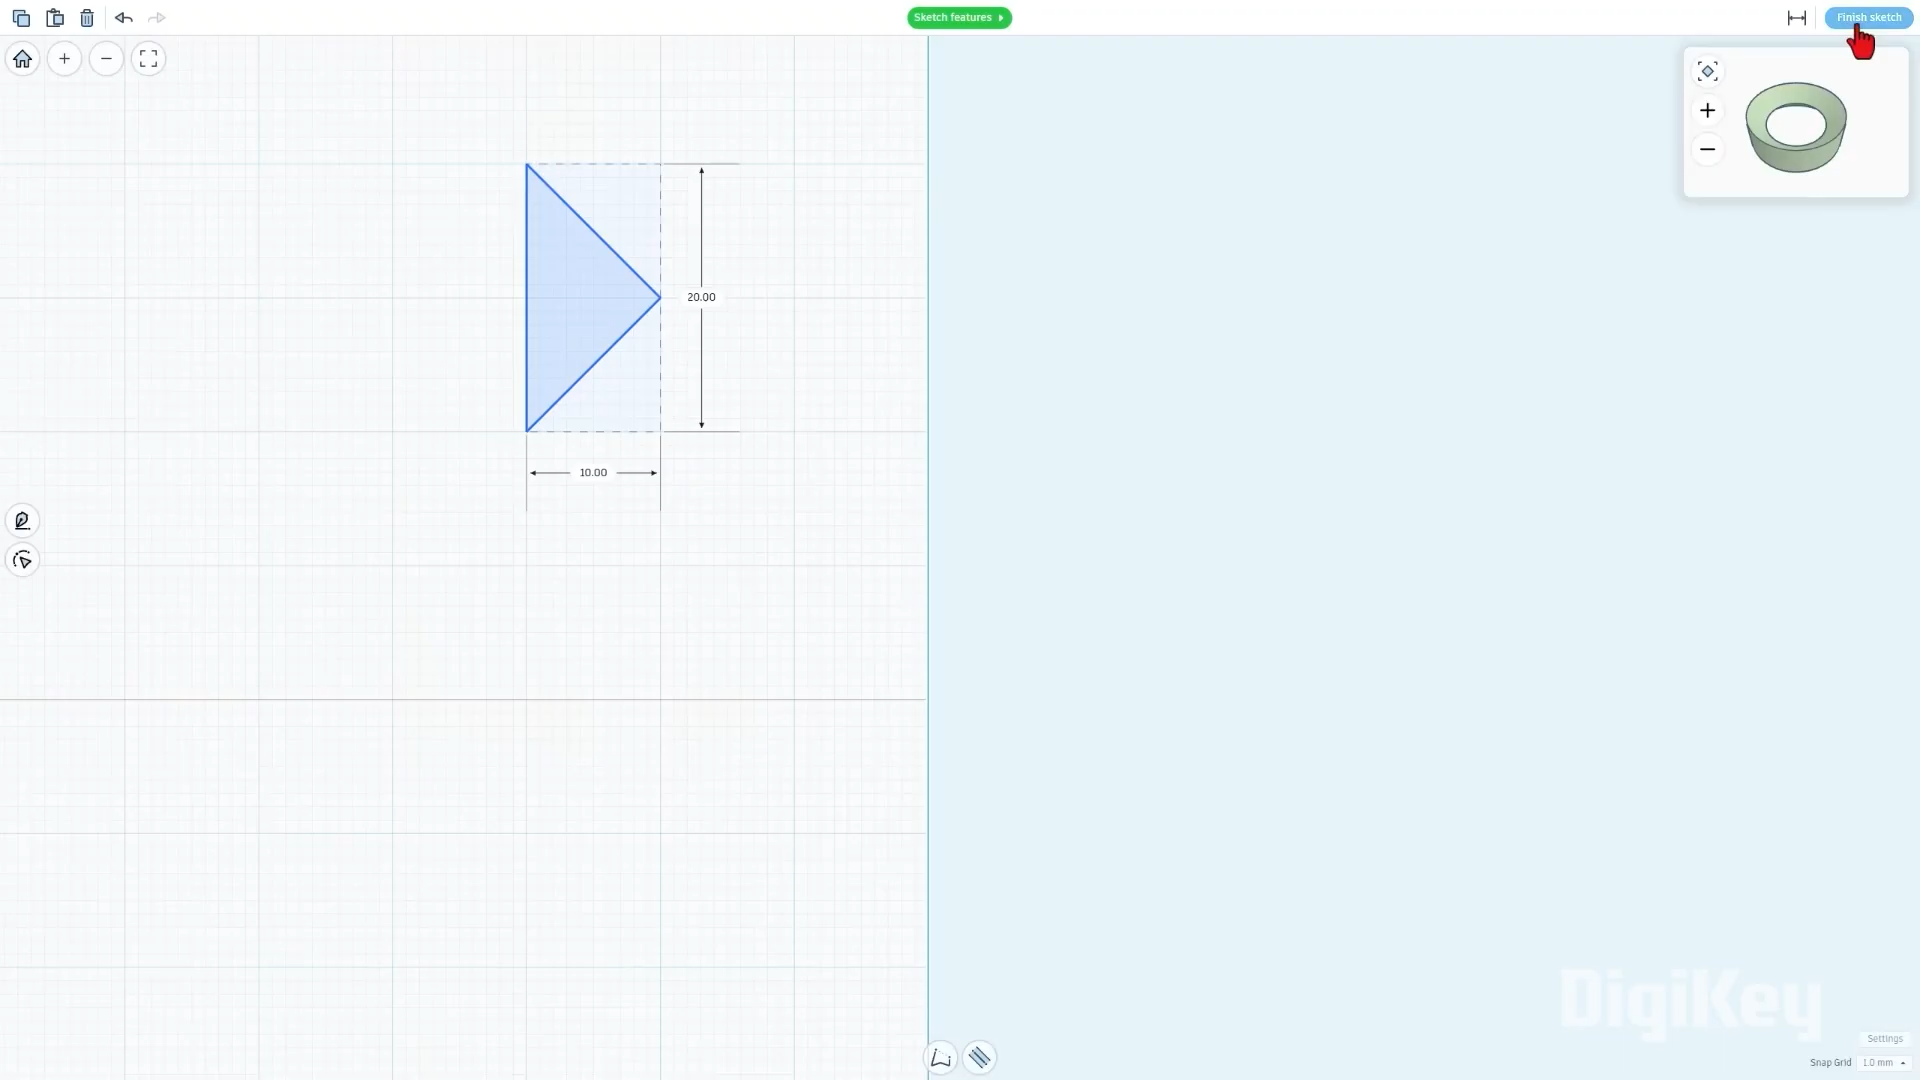 Sketch features
Finish sketch
20.00
10.00
DigiKey
Settings
Snap Grid 1.0 mm